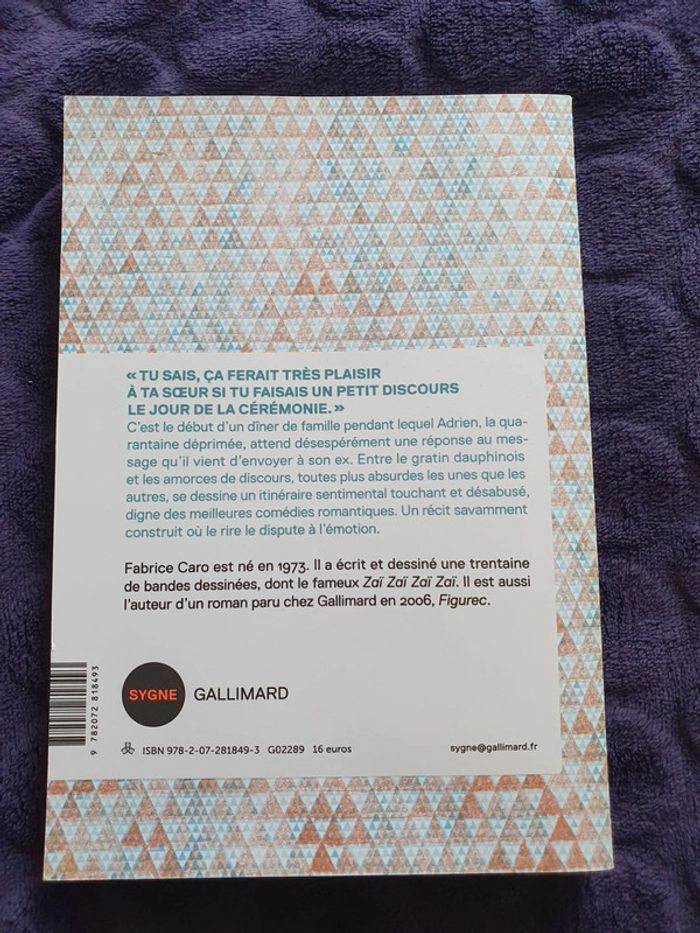 « TU SAIS, ÇA FERAIT TRÈS PLAISIR
À TA SŒUR SI TU FAISAIS UN PETIT DISCOURS
LE JOUR DE LA CÉRÉMONIE. »
C’est le début d’un dîner de famille pendant lequel Adrien, la qua-
rantaine déprimée, attend désespérément une réponse au mes-
sage qu’il vient d’envoyer à son ex. Entre le gratin dauphinois
et les amorces de discours, toutes plus absurdes les unes que les
autres, se dessine un itinéraire sentimental touchant et désabusé,
digne des meilleures comédies romantiques. Un récit savamment
construit où le rire le dispute à l’émotion.
Fabrice Caro est né en 1973. Il a écrit et dessiné une trentaine
de bandes dessinées, dont le fameux Zaï Zaï Zaï Zaï. Il est aussi
l’auteur d’un roman paru chez Gallimard en 2006, Figurec.
SYGNE GALLIMARD
9 782072 818493
ISBN 978-2-07-281849-3 G02289 16 euros
sygne@gallimard.fr